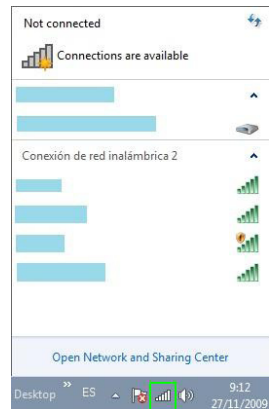 Not connected
Connections are available
Conexión de red inalámbrica 2
Open Network and Sharing Center
Desktop » ES 9:12
27/11/2009